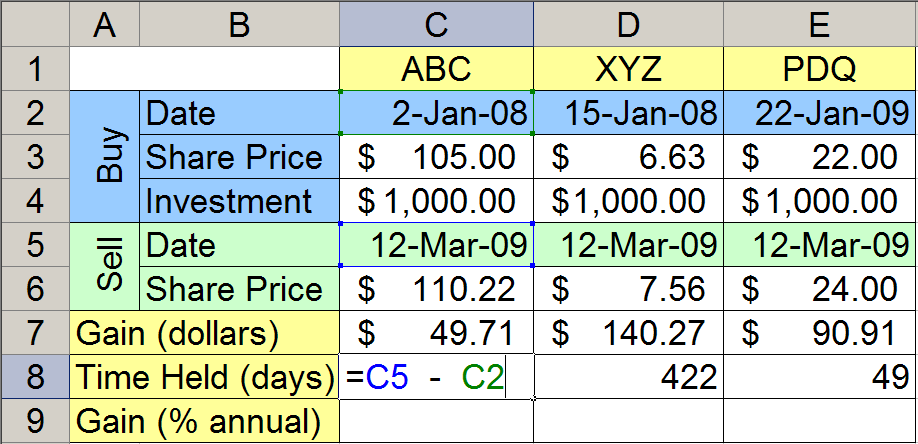 A B C D E
1 ABC XYZ PDQ
2 Buy Date 2-Jan-08 15-Jan-08 22-Jan-09
3 Share Price $ 105.00 $ 6.63 $ 22.00
4 Investment $ 1,000.00 $1,000.00 $1,000.00
5 Sell Date 12-Mar-09 12-Mar-09 12-Mar-09
6 Share Price $ 110.22 $ 7.56 $ 24.00
7 Gain (dollars) $ 49.71 $ 140.27 $ 90.91
8 Time Held (days) =C5 - C2 422 49
9 Gain (% annual)